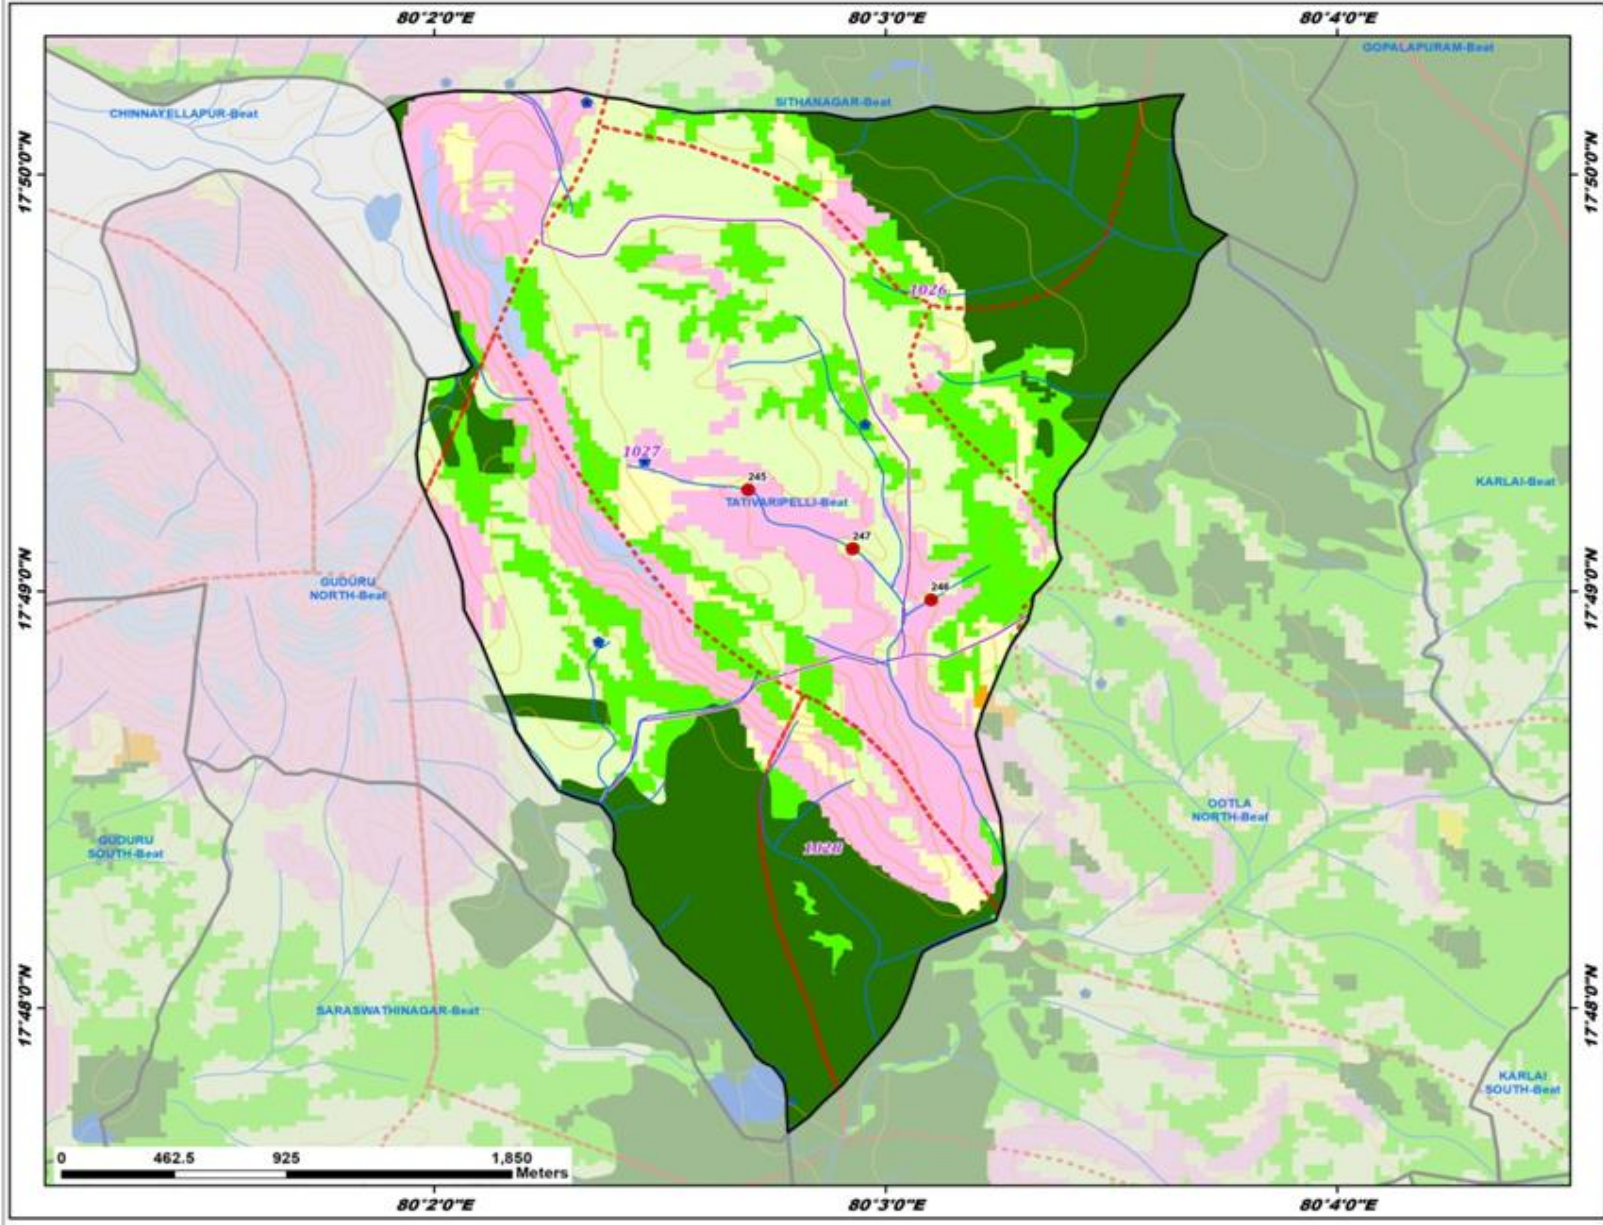 80°2'0"E 80°3'0"E 80°4'0"E
GOPALAPURAM-Beat
SITHANAGAR-Beat
CHINNAYELLAPUR-Beat
17°50'0"N 17°50'0"N
1026
1027
245
KARLAI-Beat
TATIVARIPELLI-Beat
247
GUDURU
NORTH-Beat
246
17°49'0"N 17°49'0"N
OOTLA
NORTH-Beat
GUDURU
SOUTH-Beat
1028
SARASWATHINAGAR-Beat
17°48'0"N 17°48'0"N
KARLAI
SOUTH-Beat
0 462.5 925 1,850
Meters
80°2'0"E 80°3'0"E 80°4'0"E